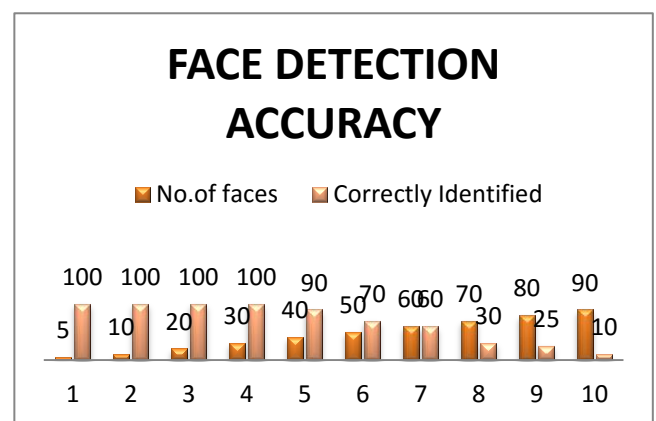 FACE DETECTION
ACCURACY
No.of faces Correctly Identified
5 100 10 100 20 100 30 100 40 90 50 70 60 60 70 30 80 25 90 10
1 2 3 4 5 6 7 8 9 10